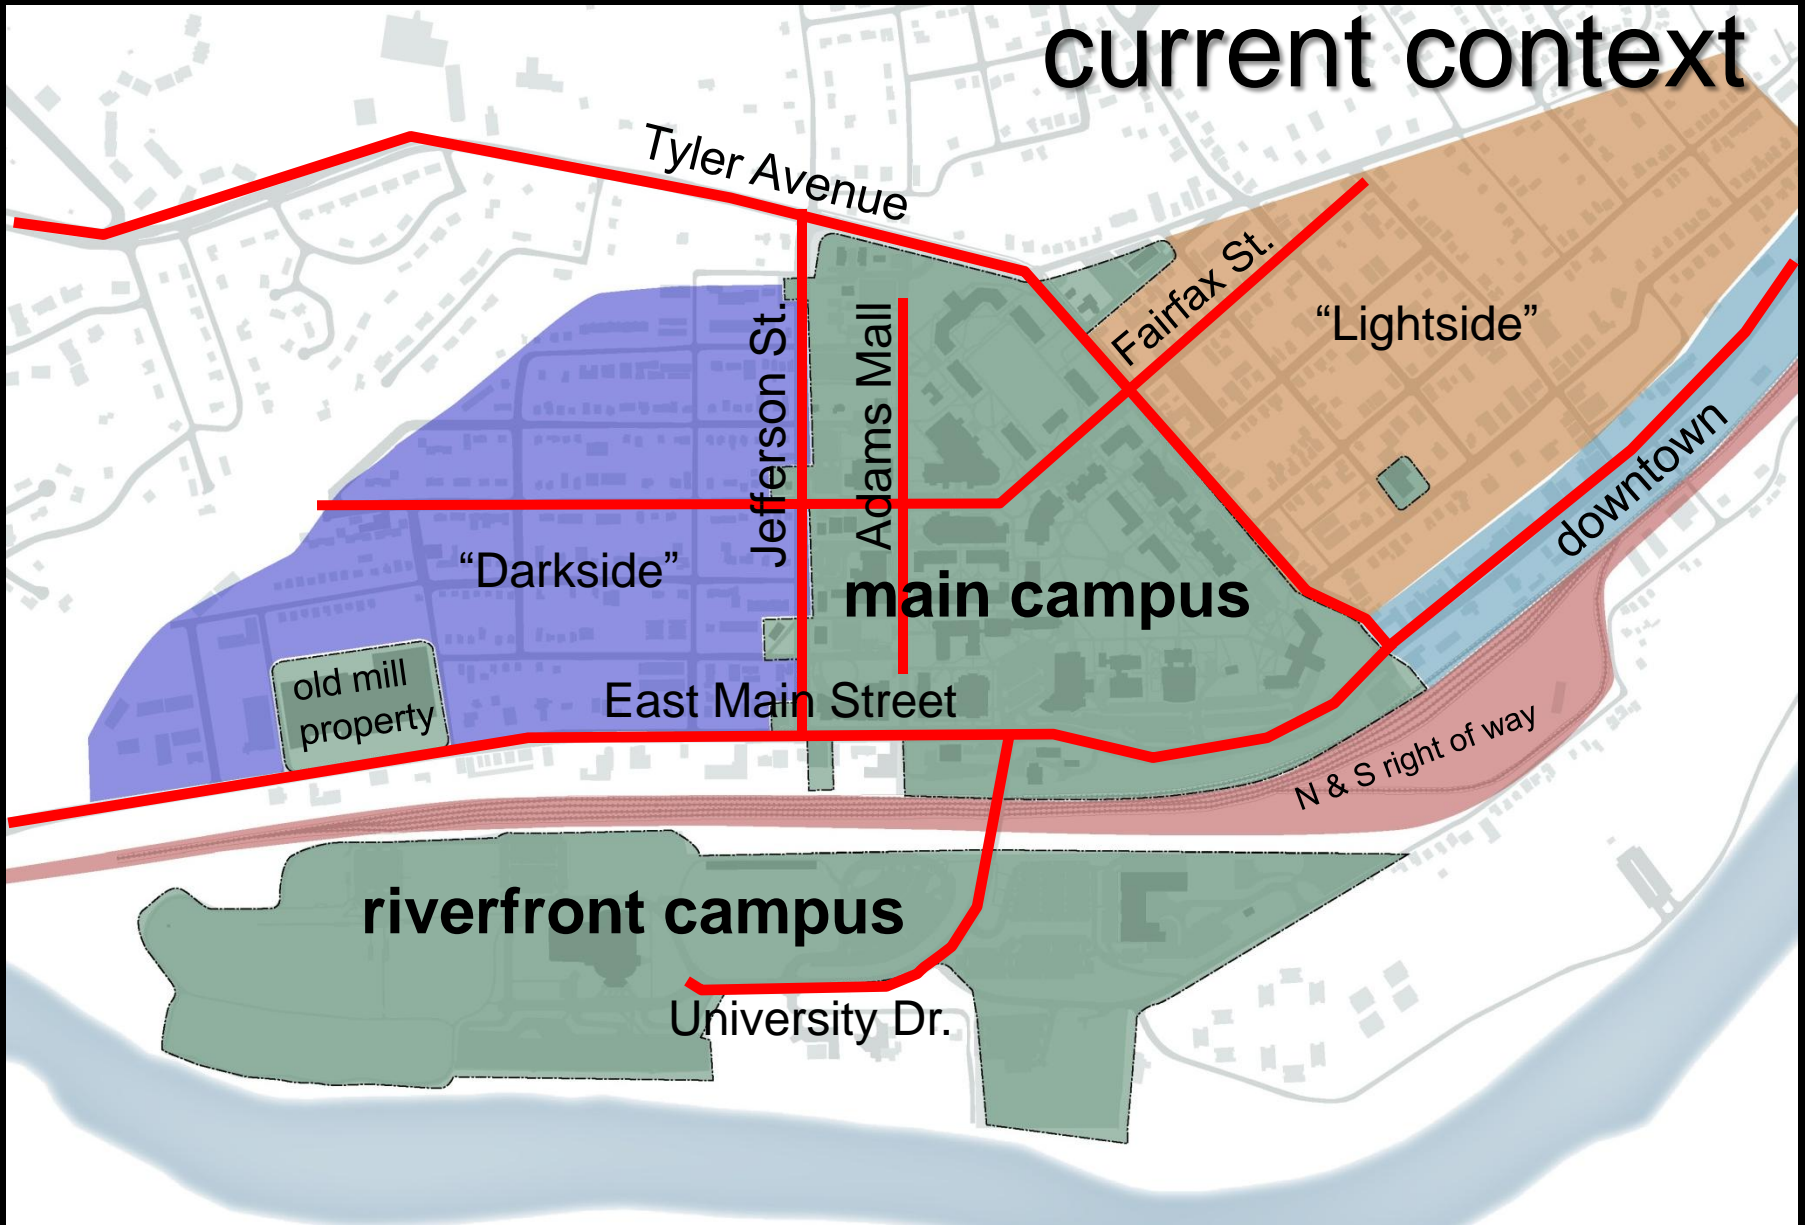 current context
Tyler Avenue
Fairfax St.
“Lightside”
Jefferson St.
Adams Mall
downtown
“Darkside”
main campus
old mill
property
East Main Street
N & S right of way
riverfront campus
University Dr.